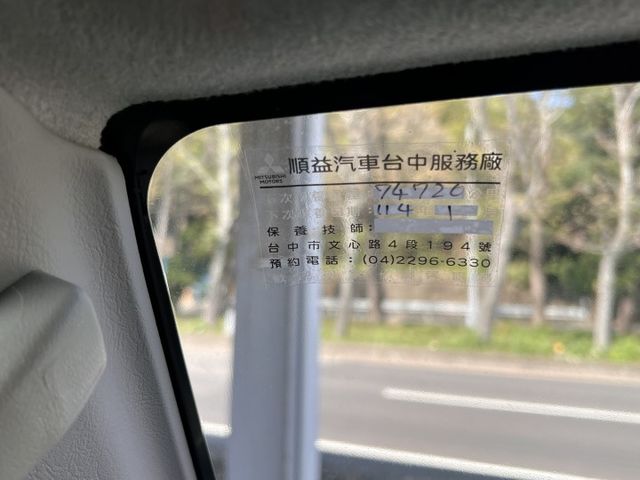 順益汽車台中服務廠
MITSUBISHI
MOTORS
74720
114 1
保養技師：
台中市文心路4段194號
預約電話：(04)2296-6330